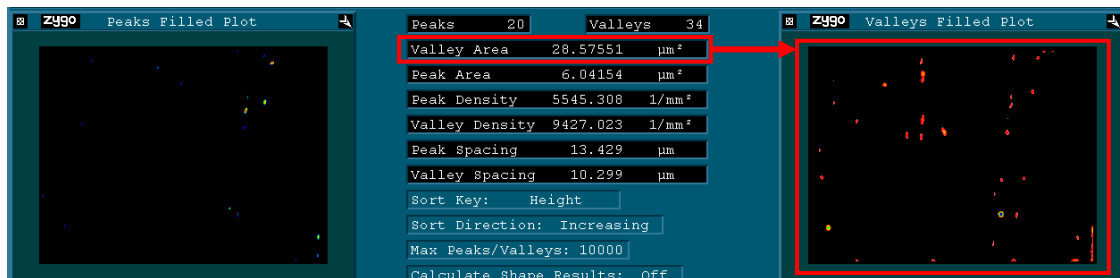 zygo Peaks Filled Plot
Peaks 20 Valleys 34
Valley Area 28.57551 µm²
Peak Area 6.04154 µm²
Peak Density 5545.308 1/mm²
Valley Density 9427.023 1/mm²
Peak Spacing 13.429 µm
Valley Spacing 10.299 µm
Sort Key: Height
Sort Direction: Increasing
Max Peaks/Valleys: 10000
Calculate Shape Results: Off
zygo Valleys Filled Plot